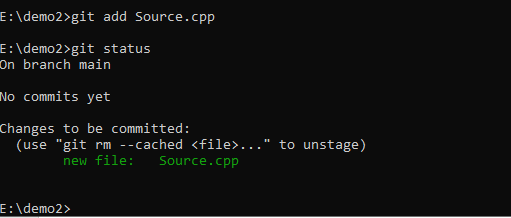 E:\demo2>git add Source.cpp
E:\demo2>git status
On branch main
No commits yet
Changes to be committed:
  (use "git rm --cached <file>..." to unstage)
        new file:   Source.cpp
E:\demo2>